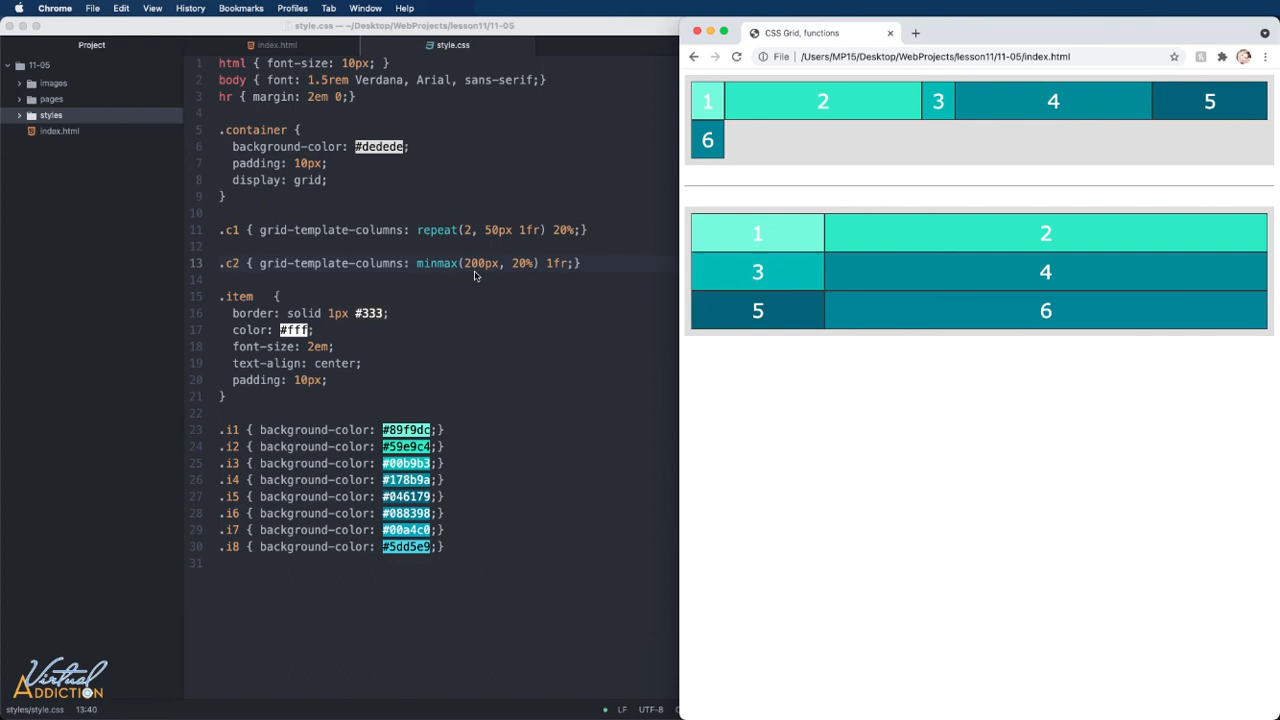 Chrome File Edit View History Bookmarks Profiles Tab Window Help
style.css — ~/Desktop/WebProjects/lesson11/11-05
Project
index.html
style.css
11-05
images
pages
styles
index.html
1 html { font-size: 10px; }
2 body { font: 1.5rem Verdana, Arial, sans-serif;}
3 hr { margin: 2em 0;}
4
5 .container {
6 background-color: #dedede;
7 padding: 10px;
8 display: grid;
9 }
10
11 .c1 { grid-template-columns: repeat(2, 50px 1fr) 20%;}
12
13 .c2 { grid-template-columns: minmax(200px, 20%) 1fr;}
14
15 .item {
16 border: solid 1px #333;
17 color: #fff;
18 font-size: 2em;
19 text-align: center;
20 padding: 10px;
21 }
22
23 .i1 { background-color: #89f9dc;}
24 .i2 { background-color: #59e9c4;}
25 .i3 { background-color: #00b9b3;}
26 .i4 { background-color: #178b9a;}
27 .i5 { background-color: #046179;}
28 .i6 { background-color: #088398;}
29 .i7 { background-color: #00a4c0;}
30 .i8 { background-color: #5dd5e9;}
31
Virtual
ADDICTION
styles/style.css 13:40
LF UTF-8
CSS Grid, functions
File /Users/MP15/Desktop/WebProjects/lesson11/11-05/index.html
1 2 3 4 5
6
1 2
3 4
5 6